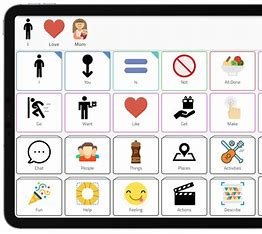 I Love Mom
I You Is Not All Done
Go Want Like Get Make
Chat People Things Places Activities
Fun Help Feeling Actions Describe